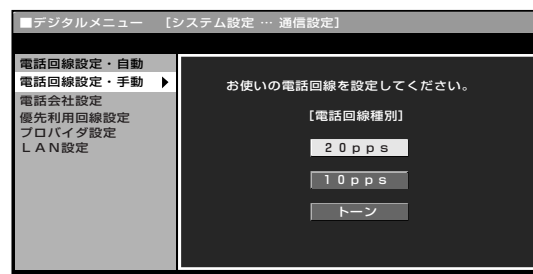 ■デジタルメニュー　[システム設定 … 通信設定]
電話回線設定・自動
電話回線設定・手動 ▶
電話会社設定
優先利用回線設定
プロバイダ設定
ＬＡＮ設定
お使いの電話回線を設定してください。
[電話回線種別]
２０ｐｐｓ
１０ｐｐｓ
トーン